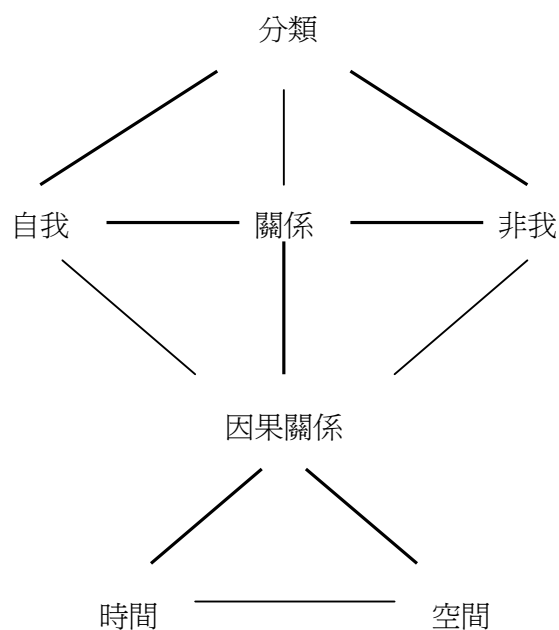 分類
自我 關係 非我
因果關係
時間 空間